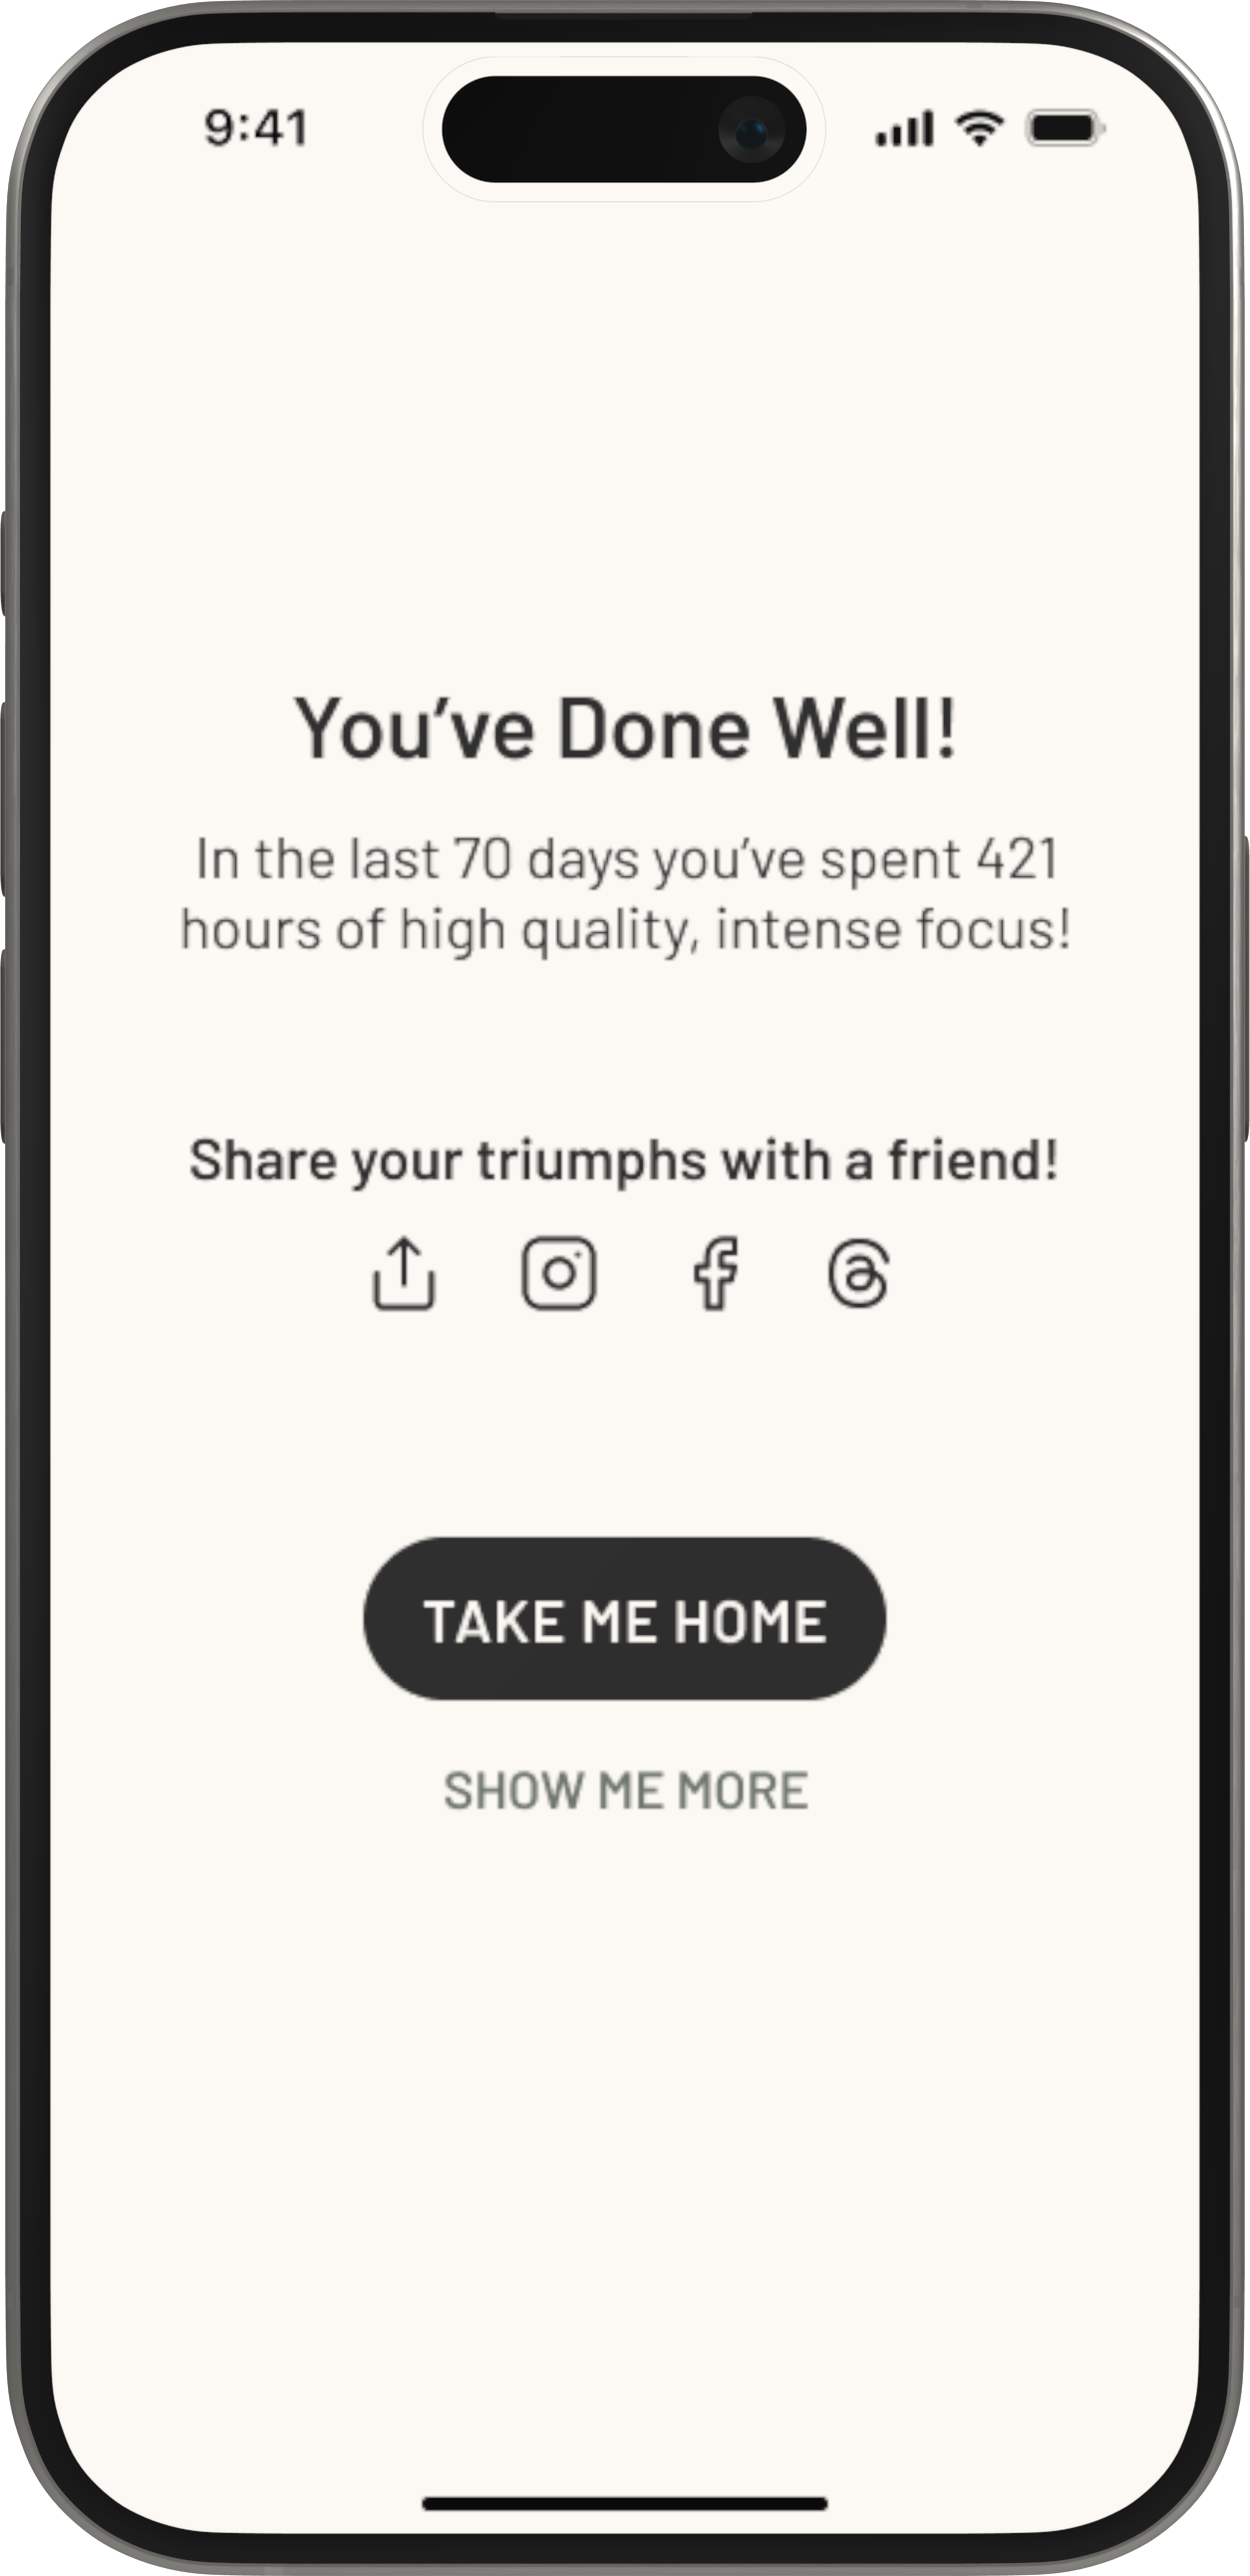 9:41
You’ve Done Well!
In the last 70 days you’ve spent 421
hours of high quality, intense focus!
Share your triumphs with a friend!
TAKE ME HOME
SHOW ME MORE